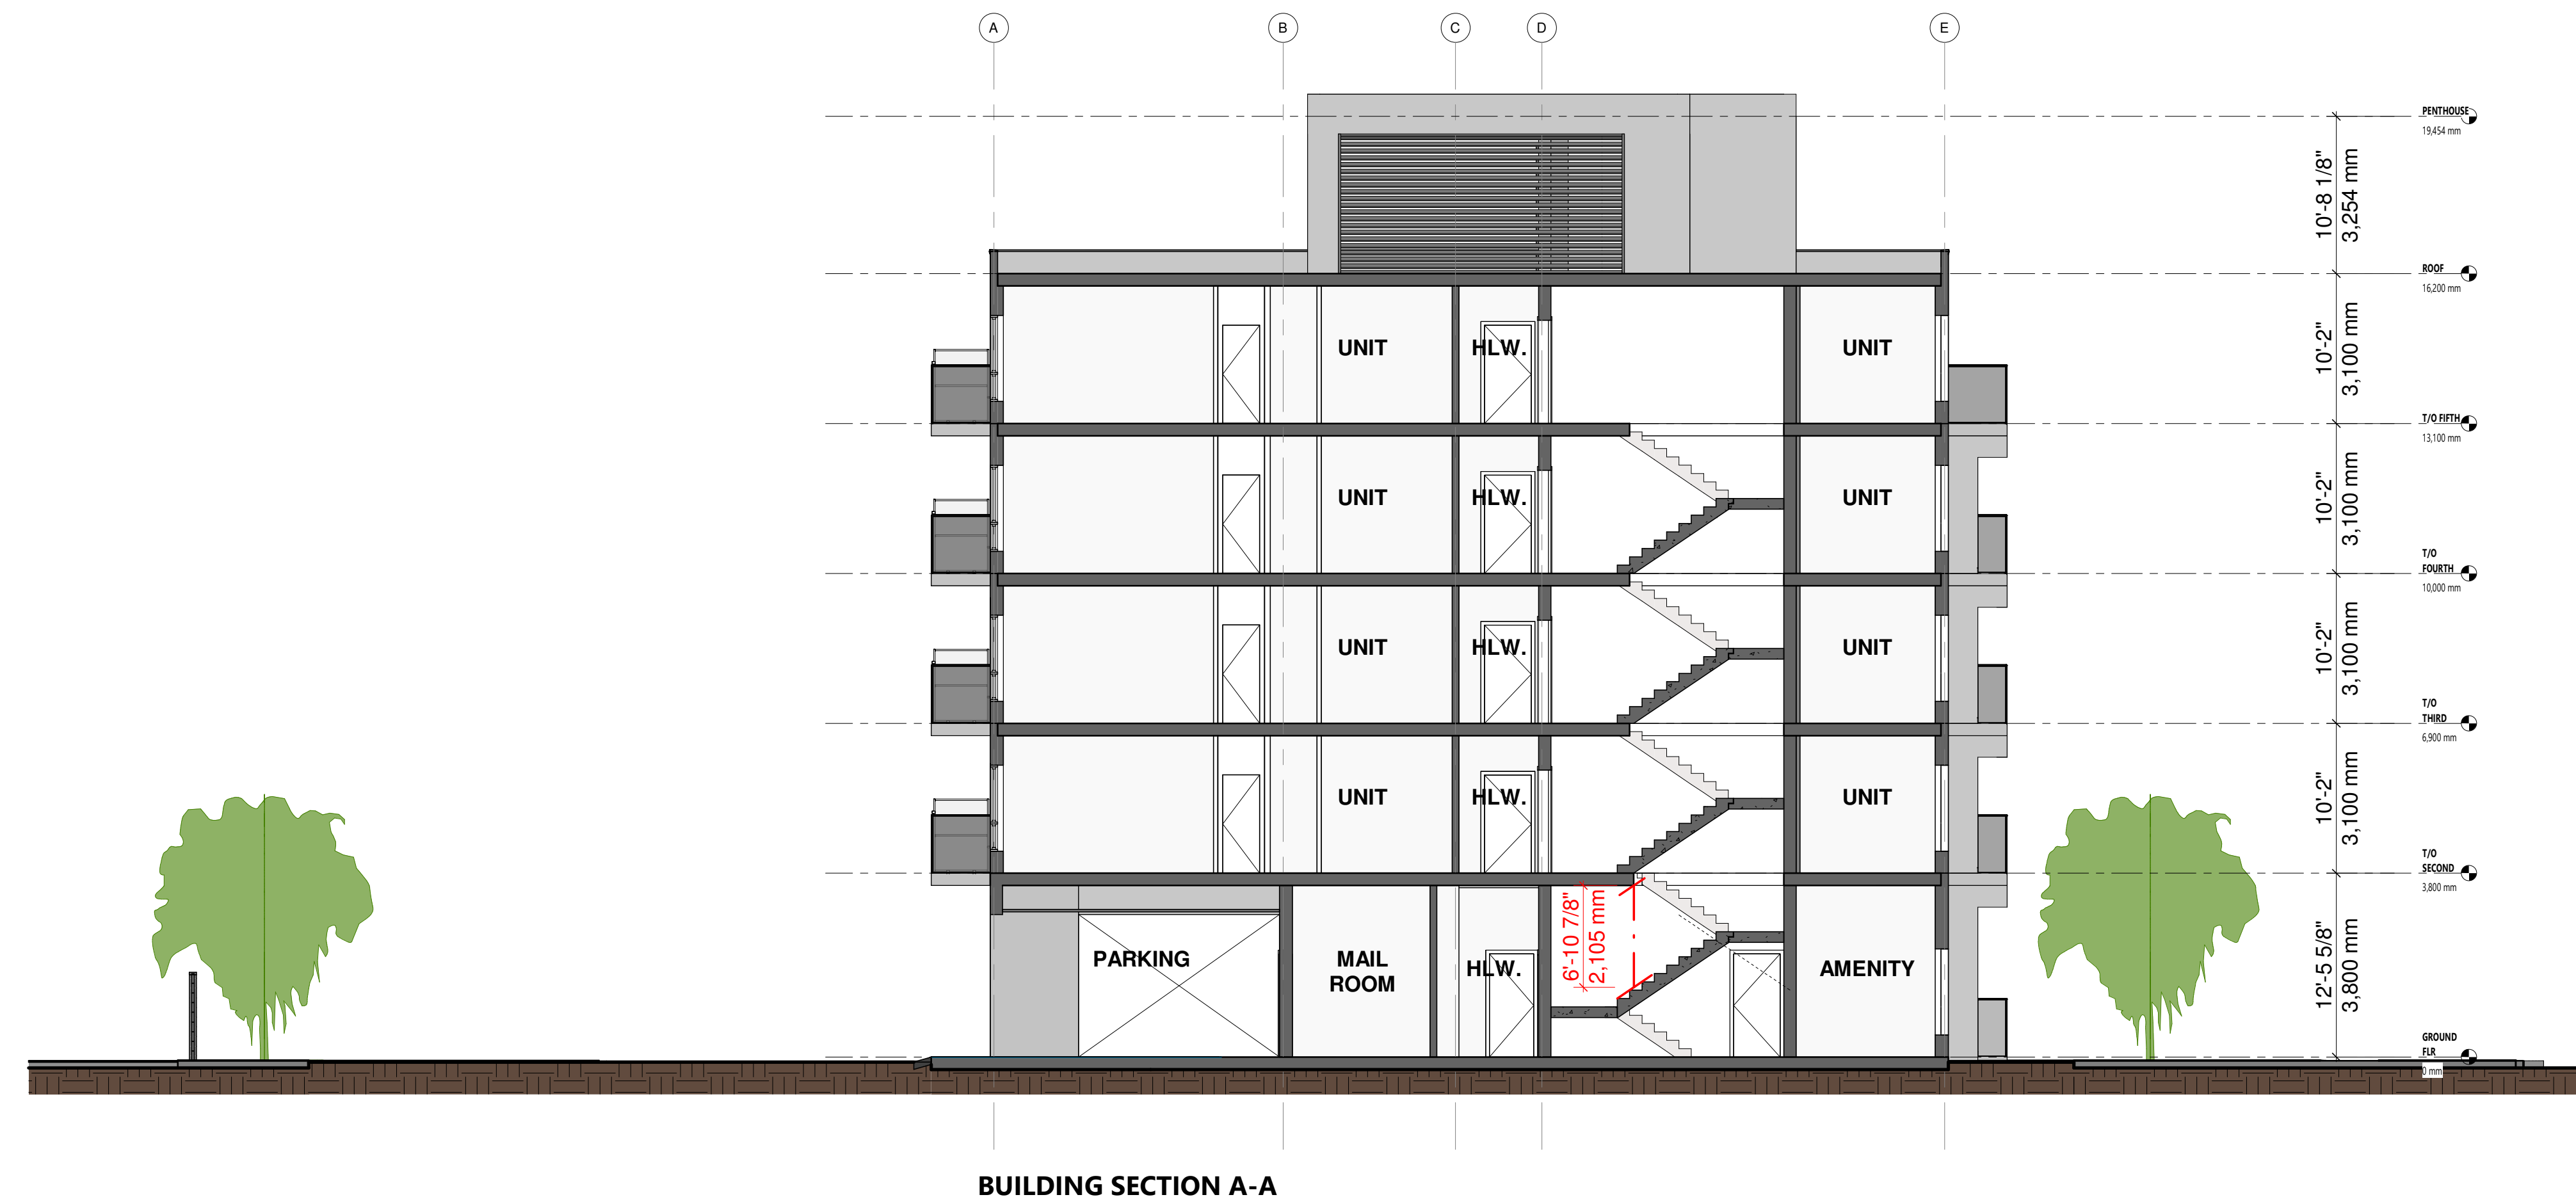 A B C D E
PENTHOUSE
19,454 mm
10'-8 1/8"
3,254 mm
ROOF
16,200 mm
UNIT HLW. UNIT
10'-2"
3,100 mm
T/O FIFTH
13,100 mm
UNIT HLW. UNIT
10'-2"
3,100 mm
T/O
FOURTH
10,000 mm
UNIT HLW. UNIT
10'-2"
3,100 mm
T/O
THIRD
6,900 mm
UNIT HLW. UNIT
10'-2"
3,100 mm
T/O
SECOND
3,800 mm
6'-10 7/8"
2,105 mm
PARKING
MAIL
ROOM
HLW.
AMENITY
12'-5 5/8"
3,800 mm
GROUND
FLR
0 mm
BUILDING SECTION A-A